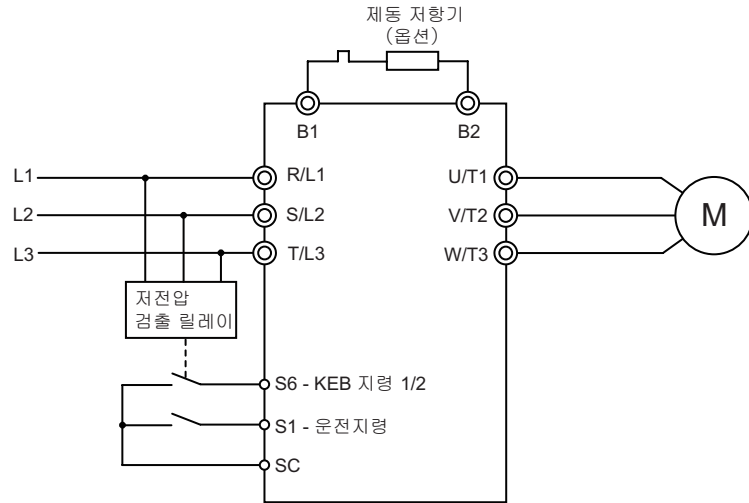 제동 저항기
(옵션)
B1
B2
L1
R/L1
U/T1
L2
S/L2
V/T2
M
L3
T/L3
W/T3
저전압
검출 릴레이
S6 - KEB 지령 1/2
S1 - 운전지령
SC